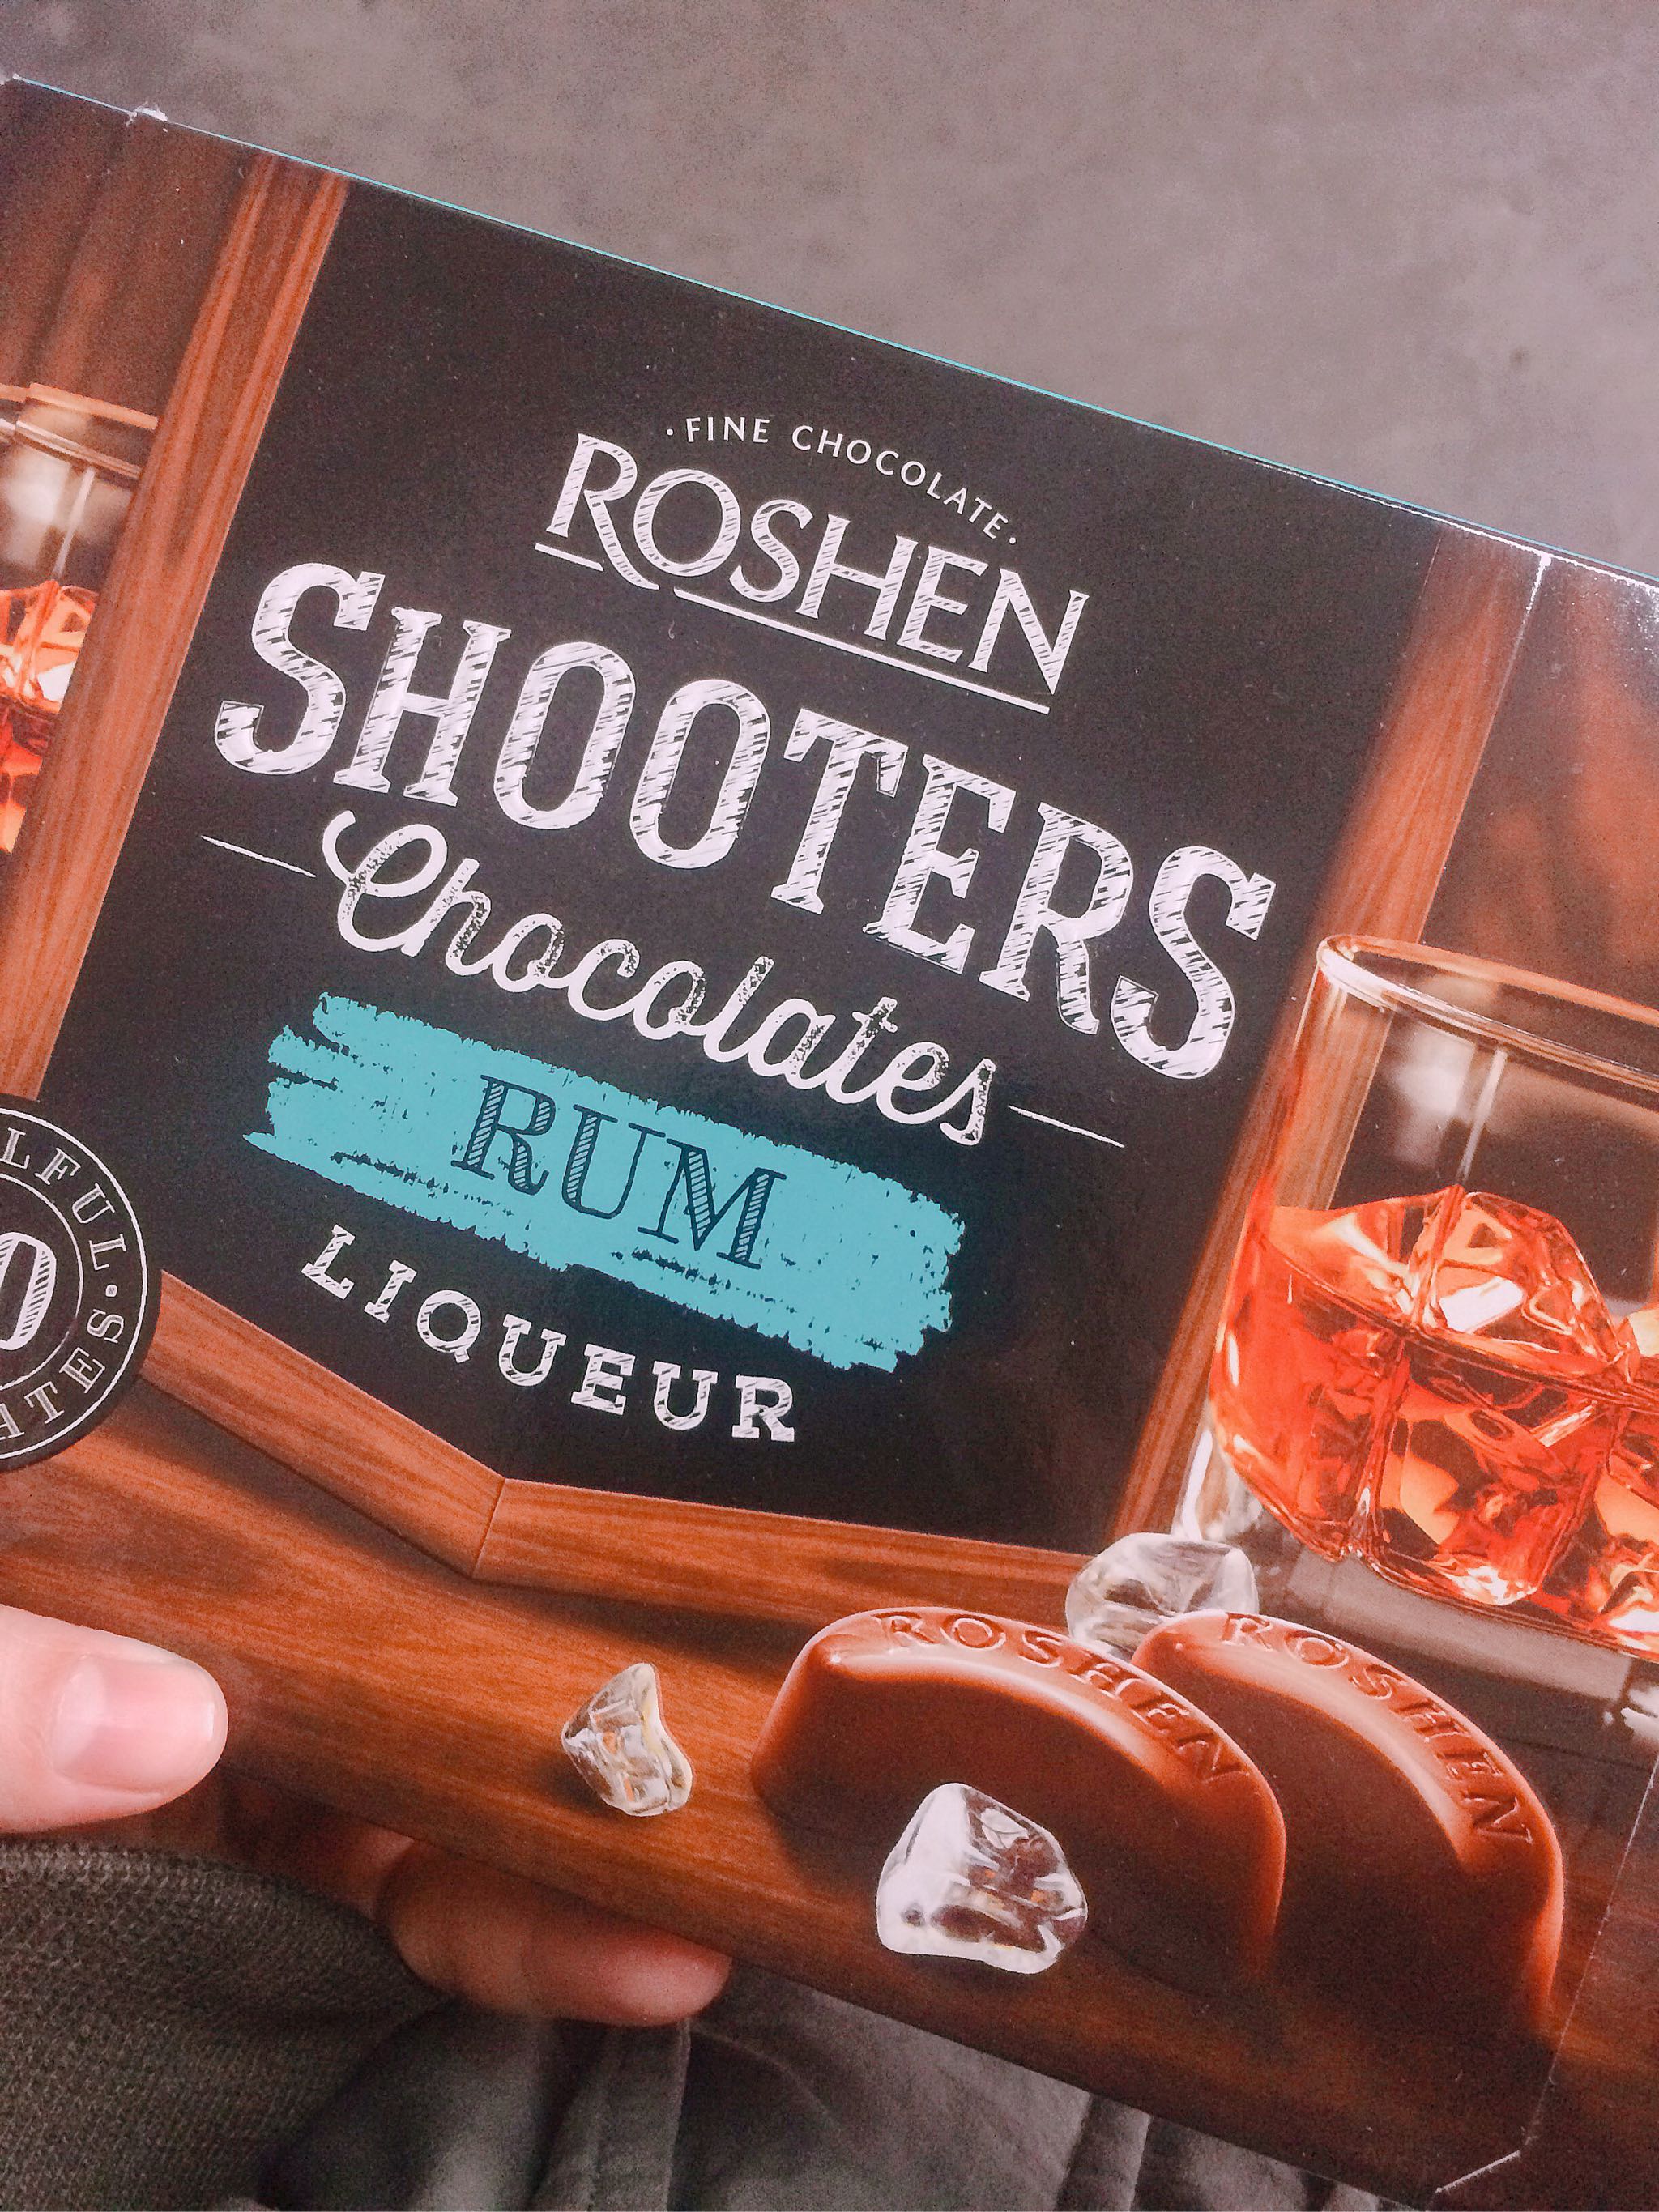 · FINE CHOCOLATE ·
ROSHEN
SHOOTERS
Chocolates
RUM
LIQUEUR
ROSHEN
ROSHEN